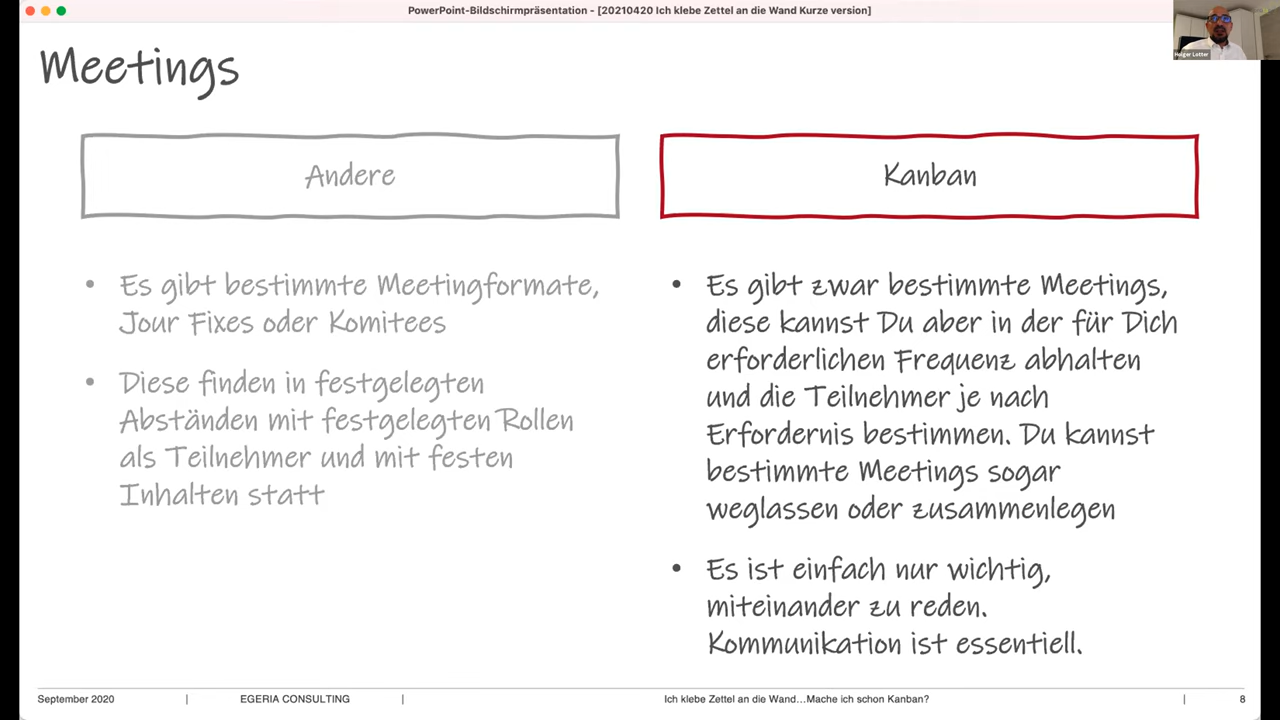 PowerPoint-Bildschirmpräsentation - [20210420 Ich klebe Zettel an die Wand Kurze version]
Holger Lotter
Meetings
Andere
• Es gibt bestimmte Meetingformate,
Jour Fixes oder Komitees
• Diese finden in festgelegten
Abständen mit festgelegten Rollen
als Teilnehmer und mit festen
Inhalten statt
Kanban
• Es gibt zwar bestimmte Meetings,
diese kannst Du aber in der für Dich
erforderlichen Frequenz abhalten
und die Teilnehmer je nach
Erfordernis bestimmen. Du kannst
bestimmte Meetings sogar
weglassen oder zusammenlegen
• Es ist einfach nur wichtig,
miteinander zu reden.
Kommunikation ist essentiell.
September 2020 | EGERIA CONSULTING | Ich klebe Zettel an die Wand...Mache ich schon Kanban? | 8